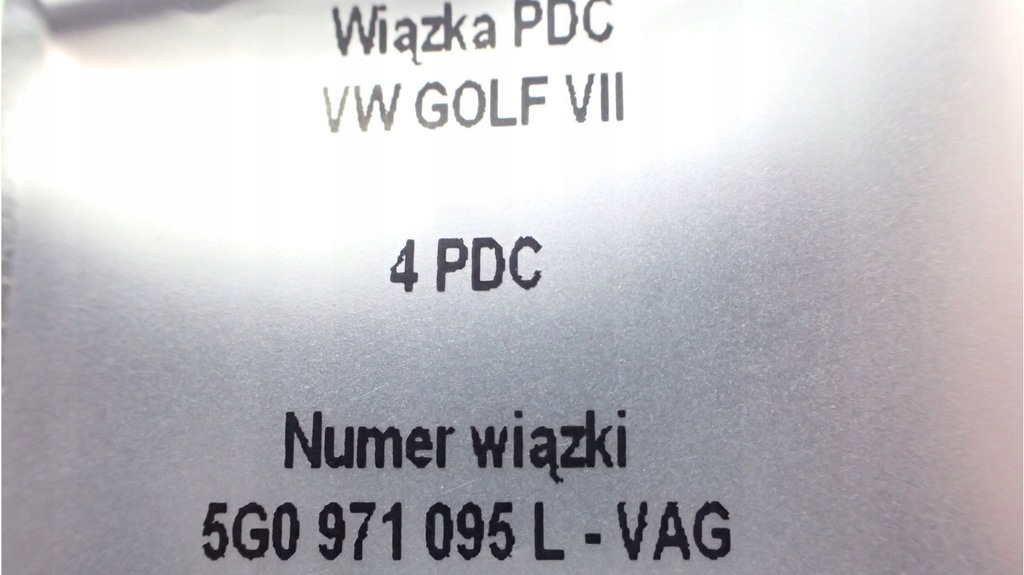 Wiązka PDC
VW GOLF VII
4 PDC
Numer wiązki
5G0 971 095 L - VAG